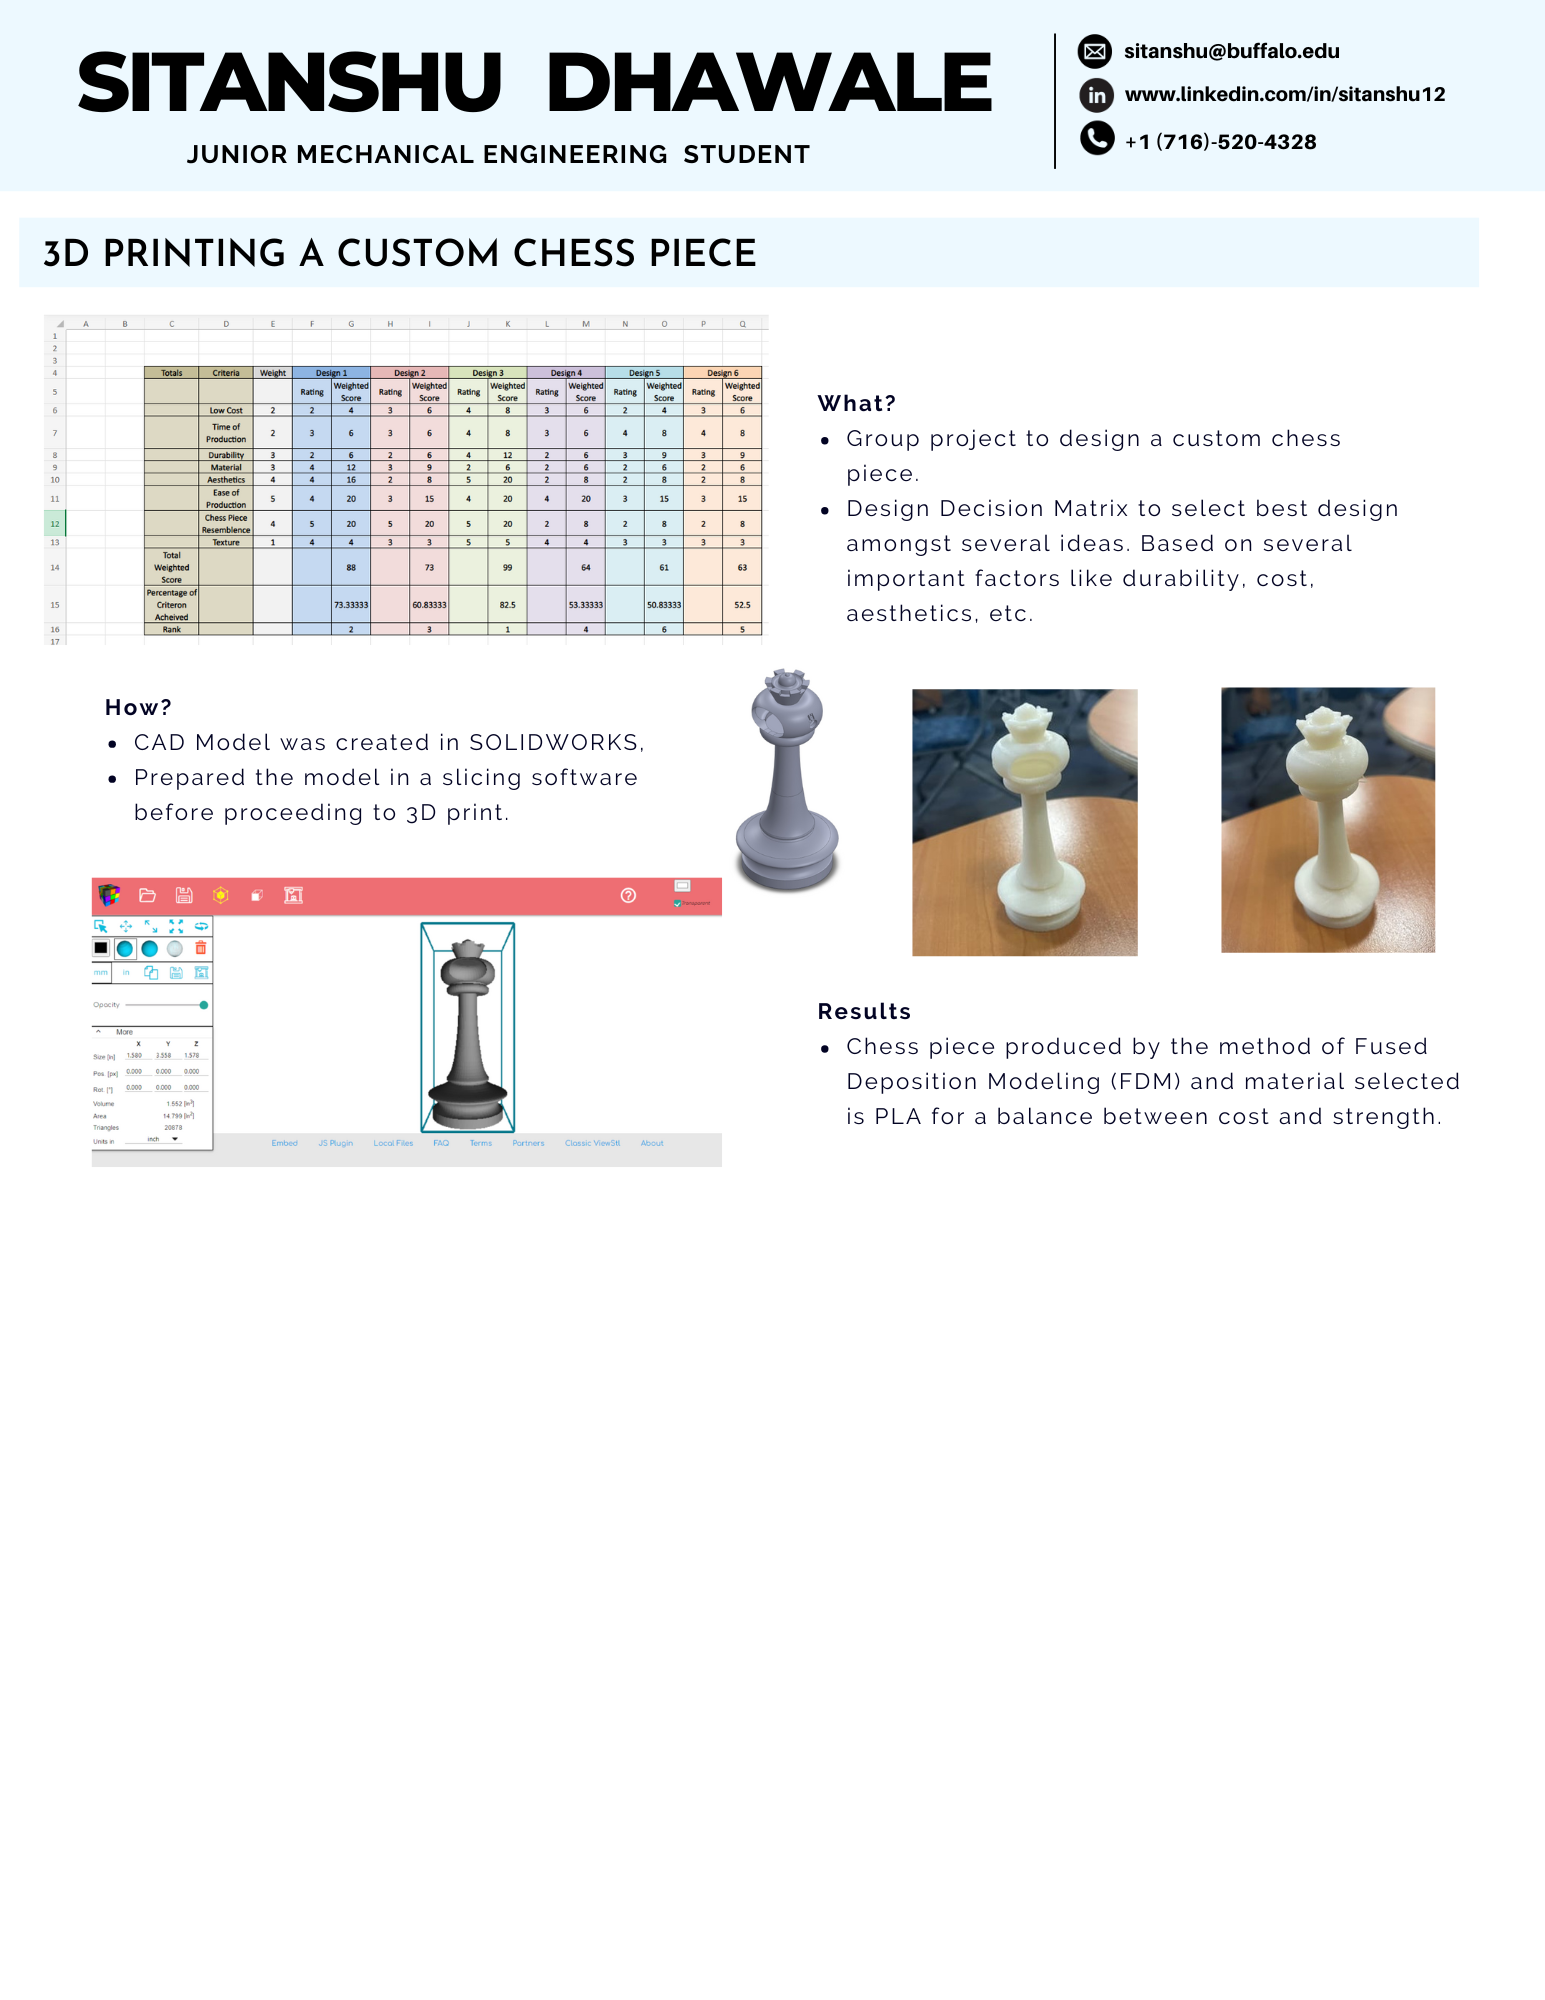 SITANSHU DHAWALE
JUNIOR MECHANICAL ENGINEERING STUDENT
sitanshu@buffalo.edu
in www.linkedin.com/in/sitanshu12
+1 (716)-520-4328
3D PRINTING A CUSTOM CHESS PIECE
A B C D E F G H I J K L M N O P Q
1
2
3
4 Totals Criteria Weight Design 1 Design 2 Design 3 Design 4 Design 5 Design 6
5 Rating Weighted Score Rating Weighted Score Rating Weighted Score Rating Weighted Score Rating Weighted Score Rating Weighted Score
6 Low Cost 2 2 4 3 6 4 8 3 6 2 4 3 6
7 Time of Production 2 3 6 3 6 4 8 3 6 4 8 4 8
8 Durability 3 2 6 2 6 4 12 2 6 3 9 3 9
9 Material 3 4 12 3 9 2 6 2 6 2 6 2 6
10 Aesthetics 4 4 16 2 8 5 20 2 8 2 8 2 8
11 Ease of Production 5 4 20 3 15 4 20 4 20 3 15 3 15
12 Chess Piece Resemblence 4 5 20 5 20 5 20 2 8 2 8 2 8
13 Texture 1 4 4 3 3 5 5 4 4 3 3 3 3
14 Total Weighted Score 88 73 99 64 61 63
15 Percentage of Criteron Acheived 73.33333 60.83333 82.5 53.33333 50.83333 52.5
16 Rank 2 3 1 4 6 5
17
What?
• Group project to design a custom chess
piece.
• Design Decision Matrix to select best design
amongst several ideas. Based on several
important factors like durability, cost,
aesthetics, etc.
How?
• CAD Model was created in SOLIDWORKS,
• Prepared the model in a slicing software
before proceeding to 3D print.
transparent
mm in
Opacity
More
X Y Z
Size [in] 1.580 3.558 1.578
Pos. [px] 0.000 0.000 0.000
Rot. [°] 0.000 0.000 0.000
Volume 1.552 [in³]
Area 14.799 [in²]
Triangles 20878
Units in inch
Embed JS Plugin Local Files FAQ Terms Partners Classic ViewStl About
Results
• Chess piece produced by the method of Fused
Deposition Modeling (FDM) and material selected
is PLA for a balance between cost and strength.